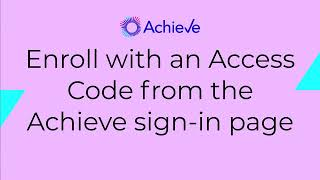 Achieve
Enroll with an Access
Code from the
Achieve sign-in page